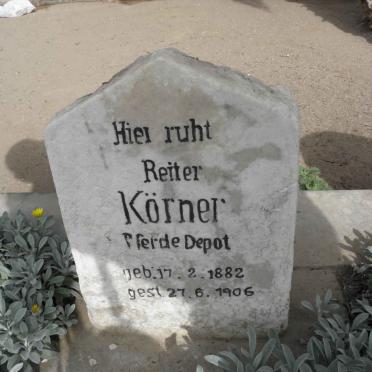 Hier ruht
Reiter
Körner
Pferde Depot
geb. 17. 2. 1882
gest. 27. 6. 1906